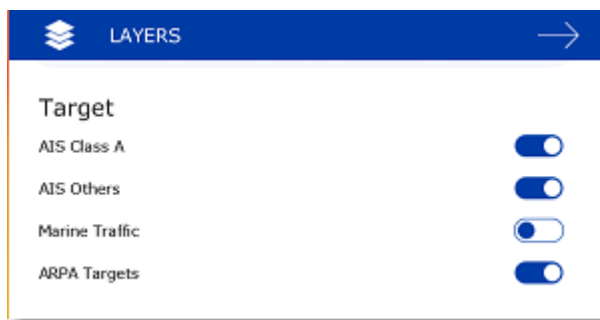 LAYERS
Target
AIS Class A
AIS Others
Marine Traffic
ARPA Targets